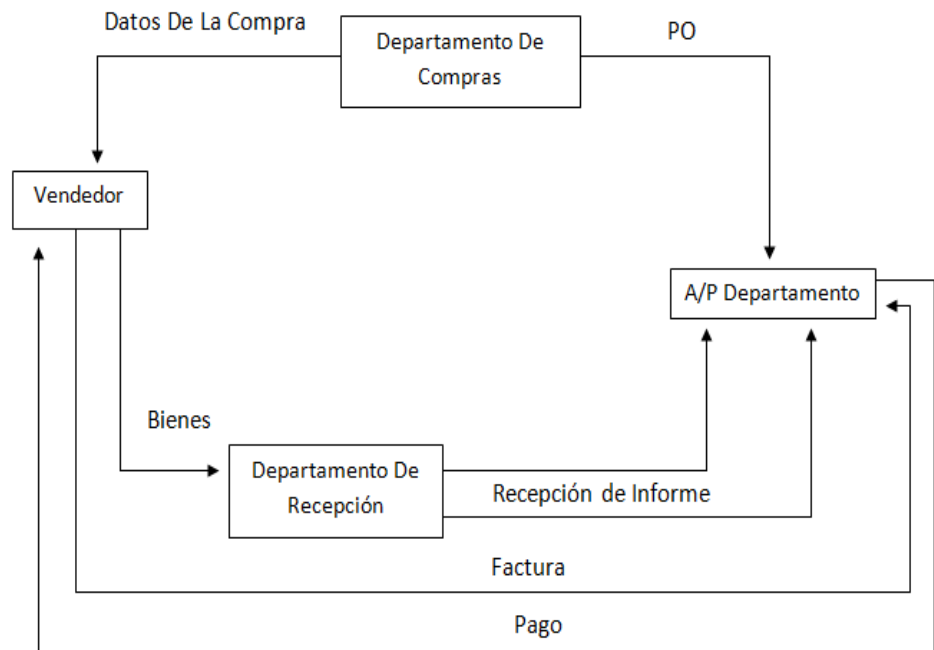 Datos De La Compra
Departamento De
Compras
PO
Vendedor
A/P Departamento
Bienes
Departamento De
Recepción
Recepción de Informe
Factura
Pago